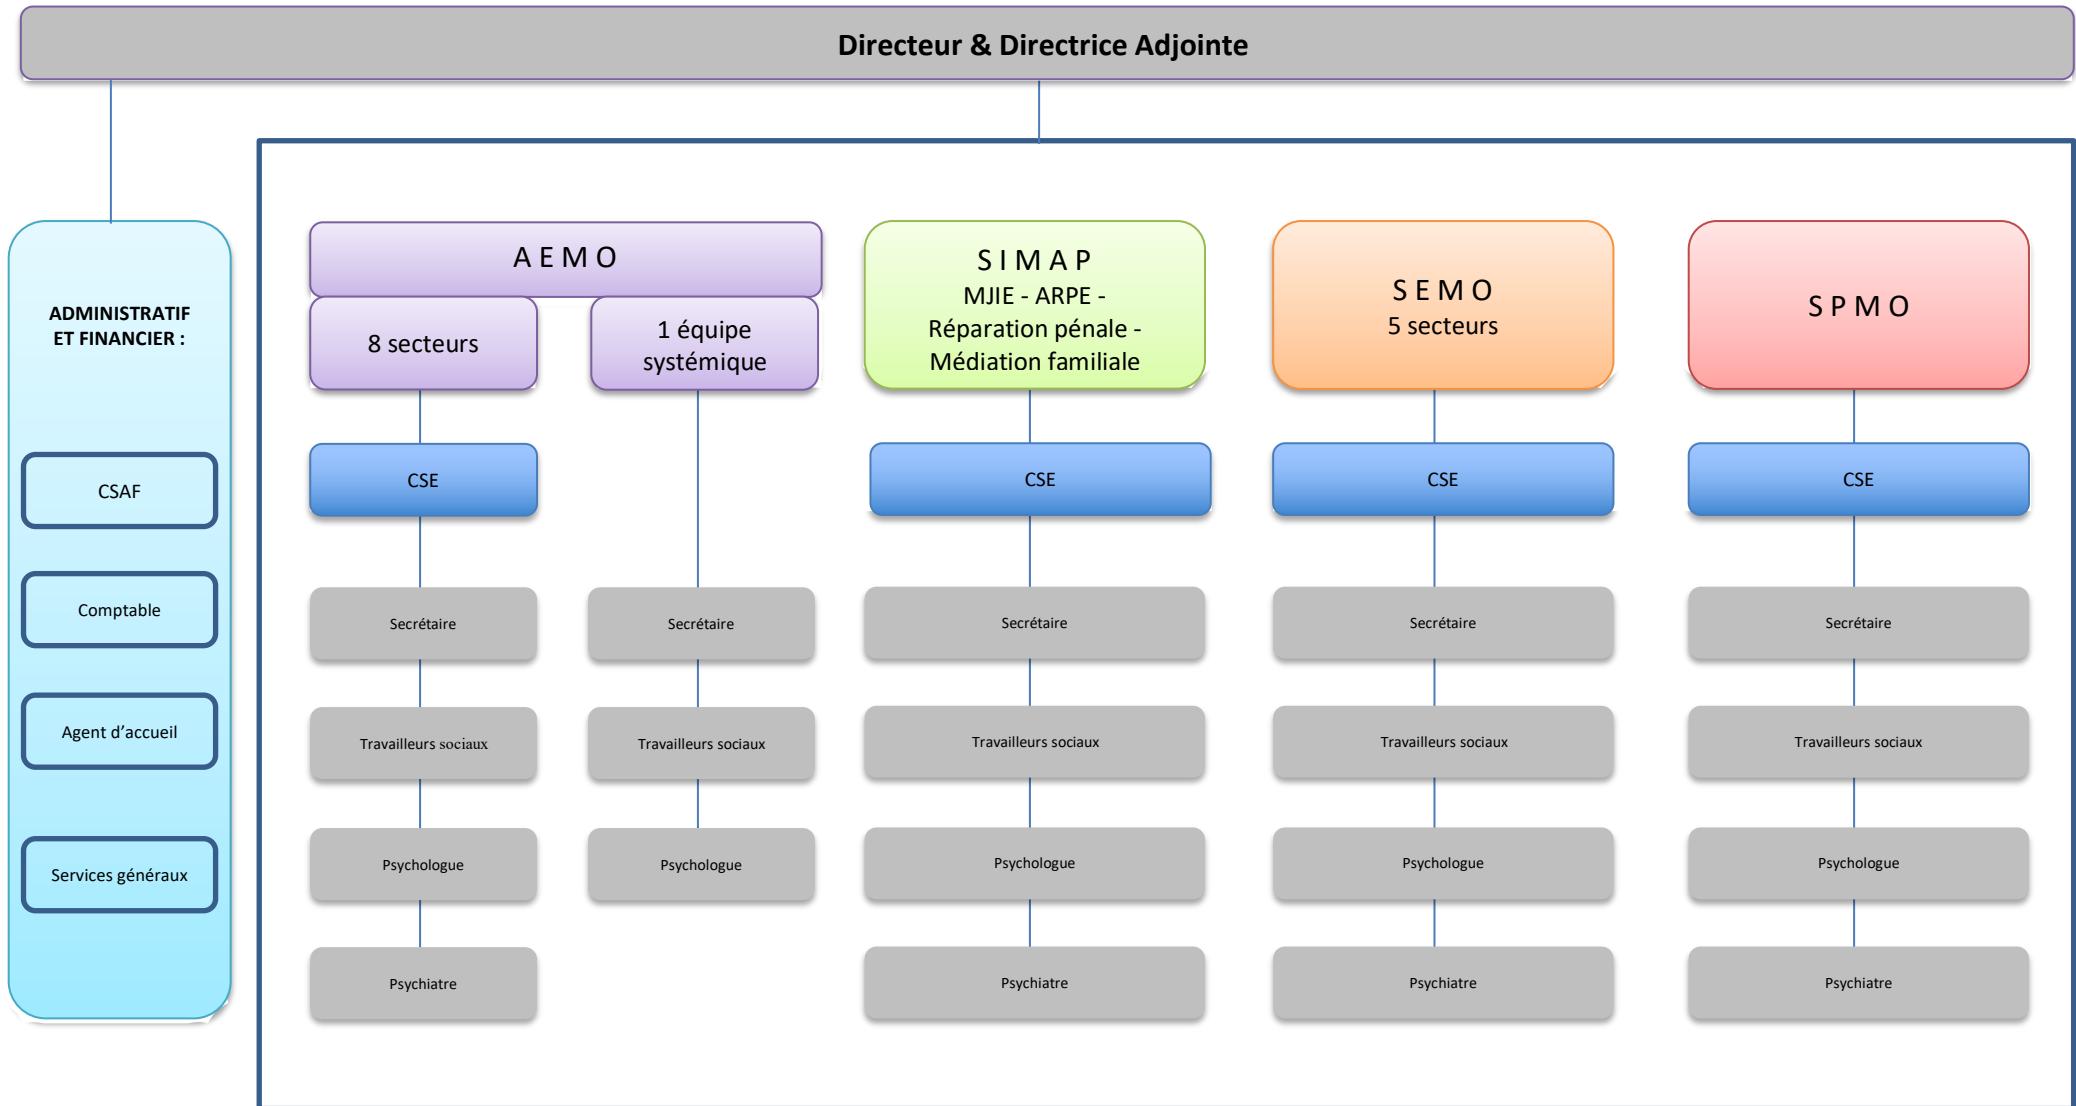 Directeur & Directrice Adjointe
ADMINISTRATIF
ET FINANCIER :
CSAF
Comptable
Agent d’accueil
Services généraux
A E M O
8 secteurs
1 équipe
systémique
CSE
Secrétaire
Travailleurs sociaux
Psychologue
Psychiatre
Secrétaire
Travailleurs sociaux
Psychologue
S I M A P
MJIE - ARPE -
Réparation pénale -
Médiation familiale
CSE
Secrétaire
Travailleurs sociaux
Psychologue
Psychiatre
S E M O
5 secteurs
CSE
Secrétaire
Travailleurs sociaux
Psychologue
Psychiatre
S P M O
CSE
Secrétaire
Travailleurs sociaux
Psychologue
Psychiatre